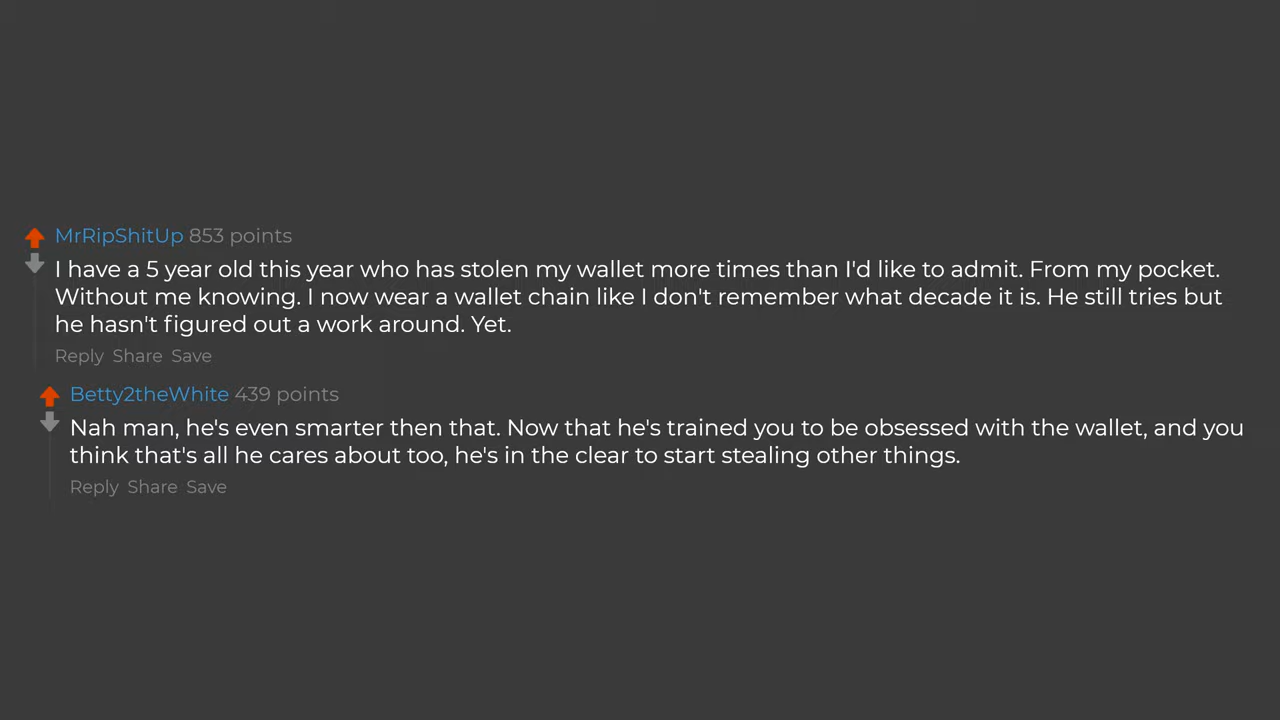 MrRipShitUp 853 points
I have a 5 year old this year who has stolen my wallet more times than I'd like to admit. From my pocket.
Without me knowing. I now wear a wallet chain like I don't remember what decade it is. He still tries but
he hasn't figured out a work around. Yet.
Reply Share Save
Betty2theWhite 439 points
Nah man, he's even smarter then that. Now that he's trained you to be obsessed with the wallet, and you
think that's all he cares about too, he's in the clear to start stealing other things.
Reply Share Save